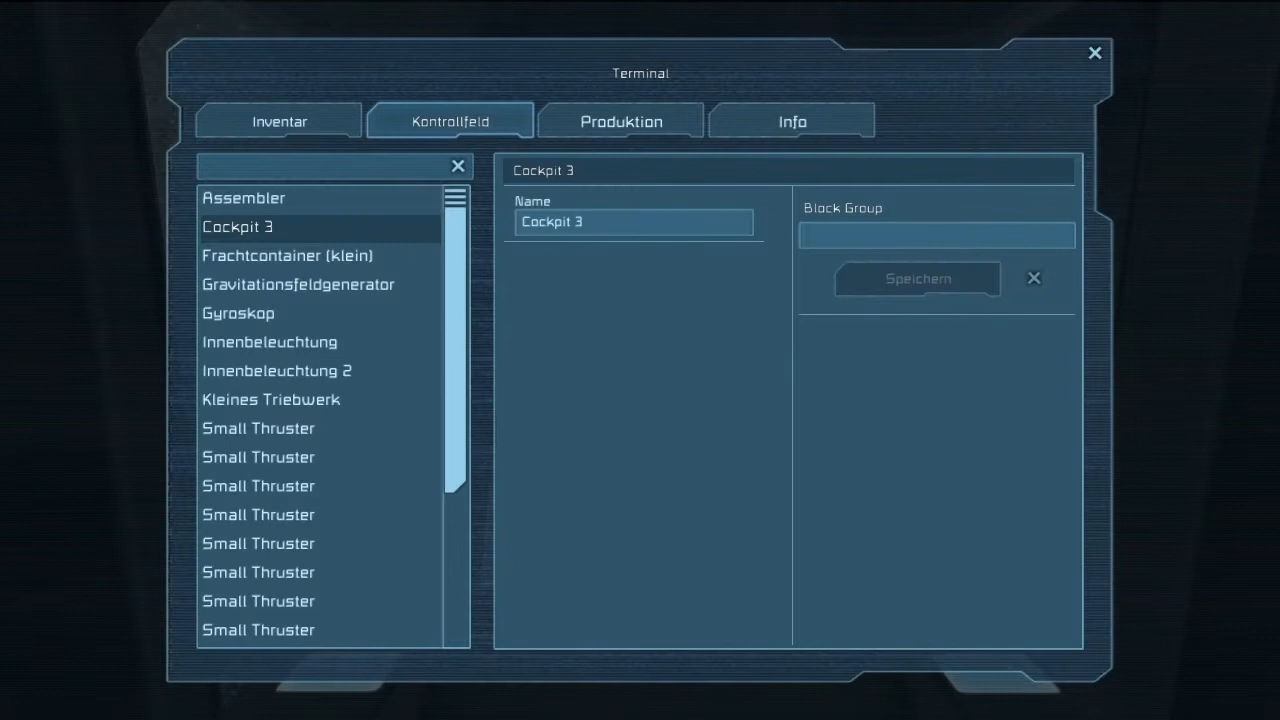 Terminal
Inventar
Kontrollfeld
Produktion
Info
Assembler
Cockpit 3
Frachtcontainer (klein)
Gravitationsfeldgenerator
Gyroskop
Innenbeleuchtung
Innenbeleuchtung 2
Kleines Triebwerk
Small Thruster
Small Thruster
Small Thruster
Small Thruster
Small Thruster
Small Thruster
Small Thruster
Small Thruster
Cockpit 3
Name
Cockpit 3
Block Group
Speichern